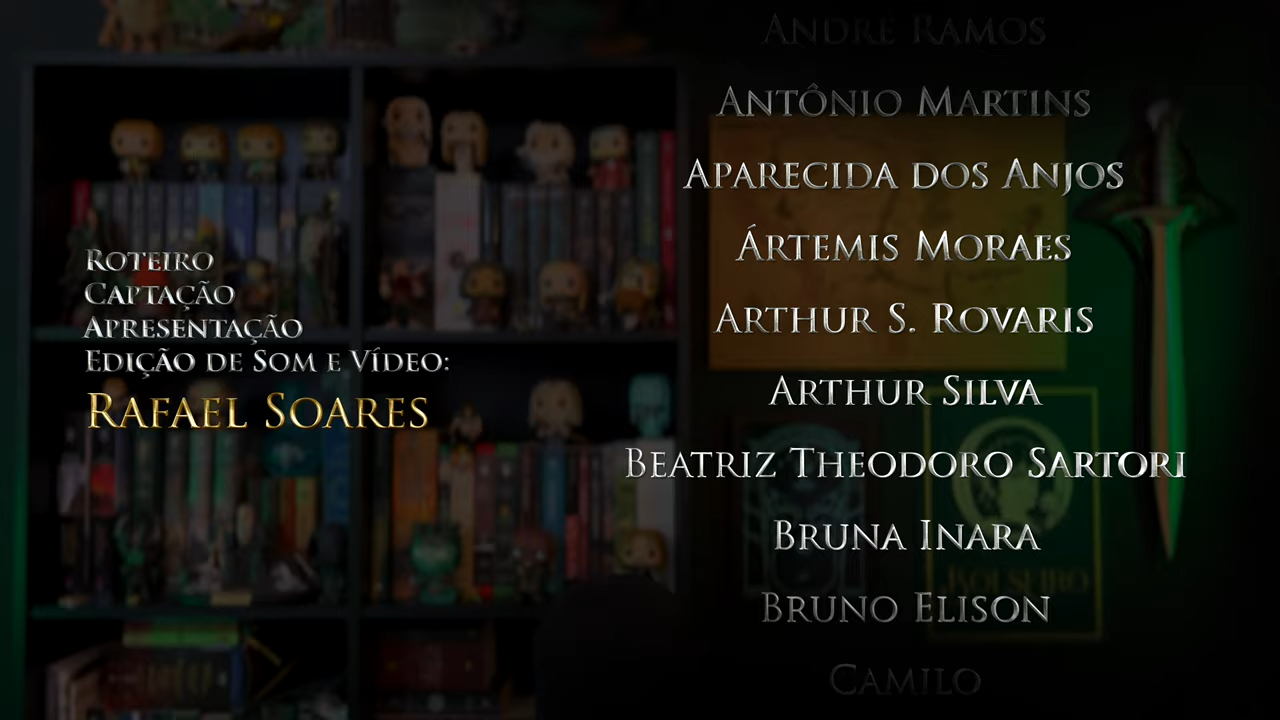 Roteiro
Captação
Apresentação
Edição de Som e Vídeo:
Rafael Soares
André Ramos
Antônio Martins
Aparecida dos Anjos
Ártemis Moraes
Arthur S. Rovaris
Arthur Silva
Beatriz Theodoro Sartori
Bruna Inara
Bruno Elison
Camilo